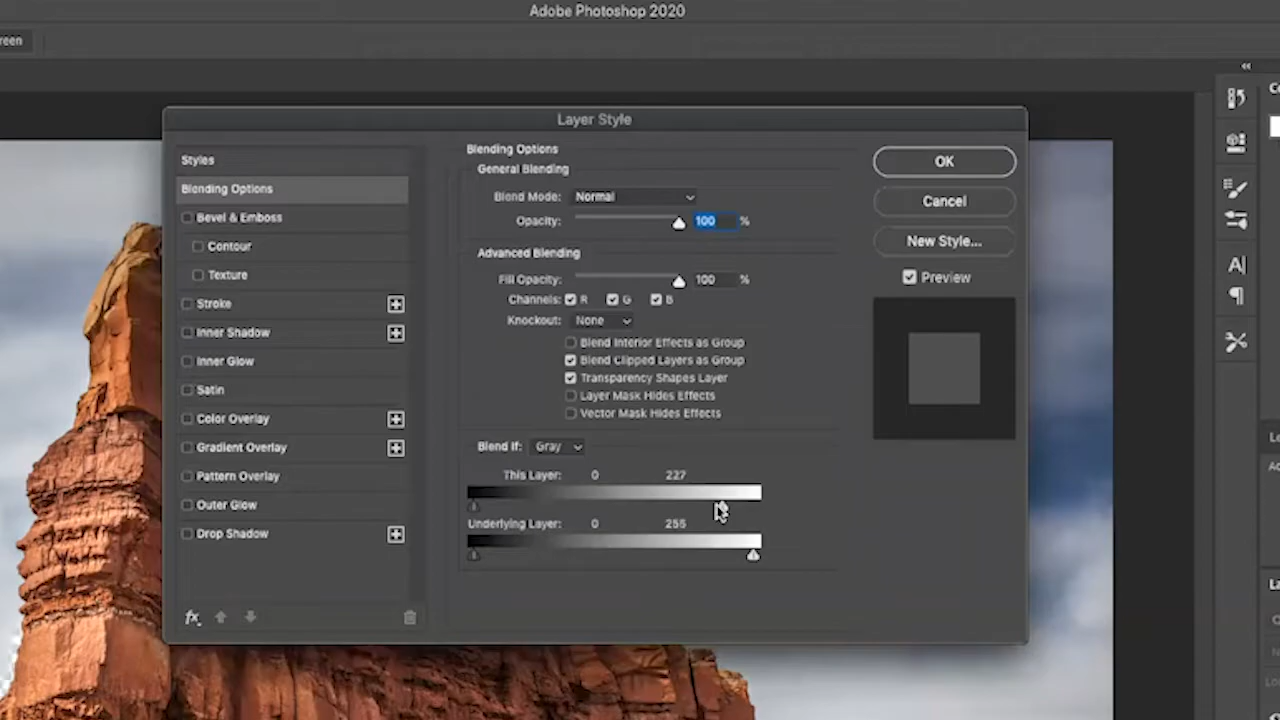 Adobe Photoshop 2020
reen
Layer Style
Styles
Blending Options
Bevel & Emboss
Contour
Texture
Stroke
Inner Shadow
Inner Glow
Satin
Color Overlay
Gradient Overlay
Pattern Overlay
Outer Glow
Drop Shadow
fx
Blending Options
General Blending
Blend Mode: Normal
Opacity: 100 %
Advanced Blending
Fill Opacity: 100 %
Channels: R G B
Knockout: None
Blend Interior Effects as Group
Blend Clipped Layers as Group
Transparency Shapes Layer
Layer Mask Hides Effects
Vector Mask Hides Effects
Blend If: Gray
This Layer: 0 227
Underlying Layer: 0 255
OK
Cancel
New Style...
Preview